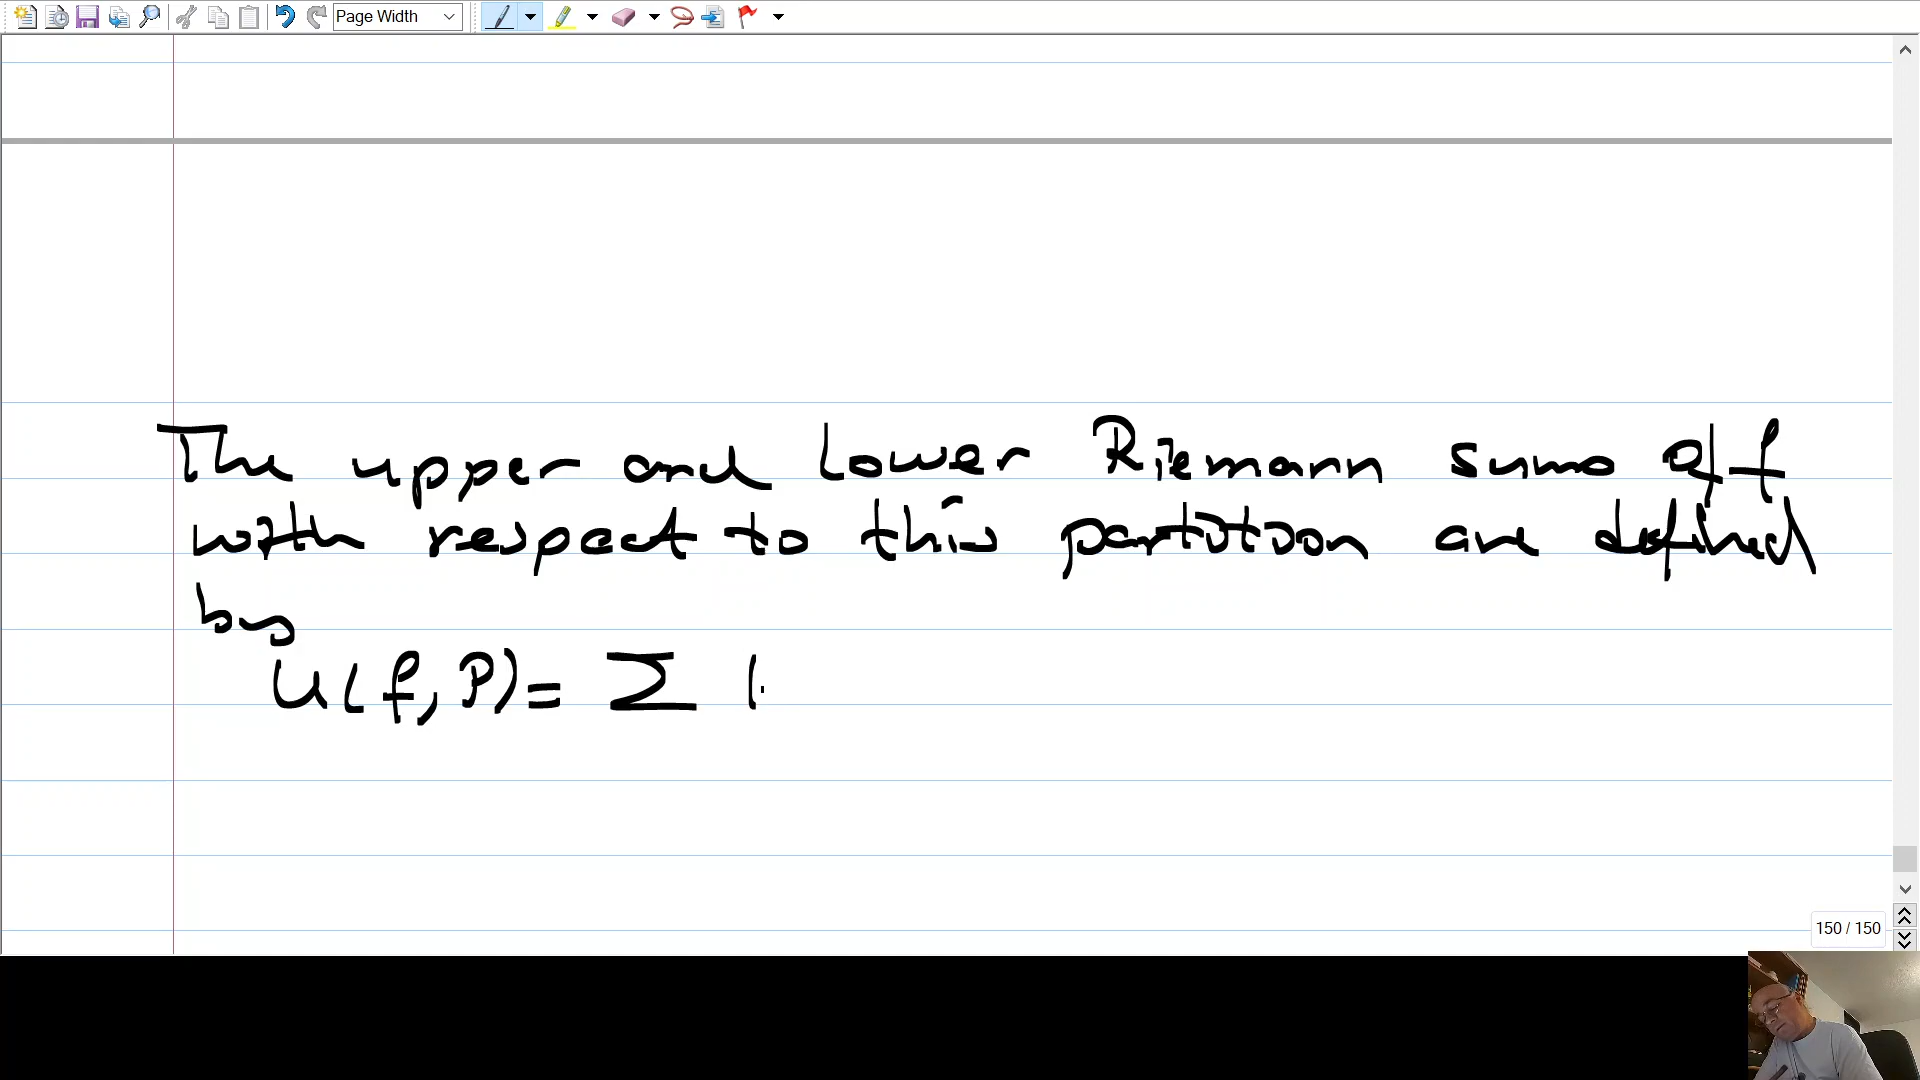 Page Width
The upper and lower Riemann sums of f
with respect to this partition are defined
by
U(f,P)= ∑
150 / 150